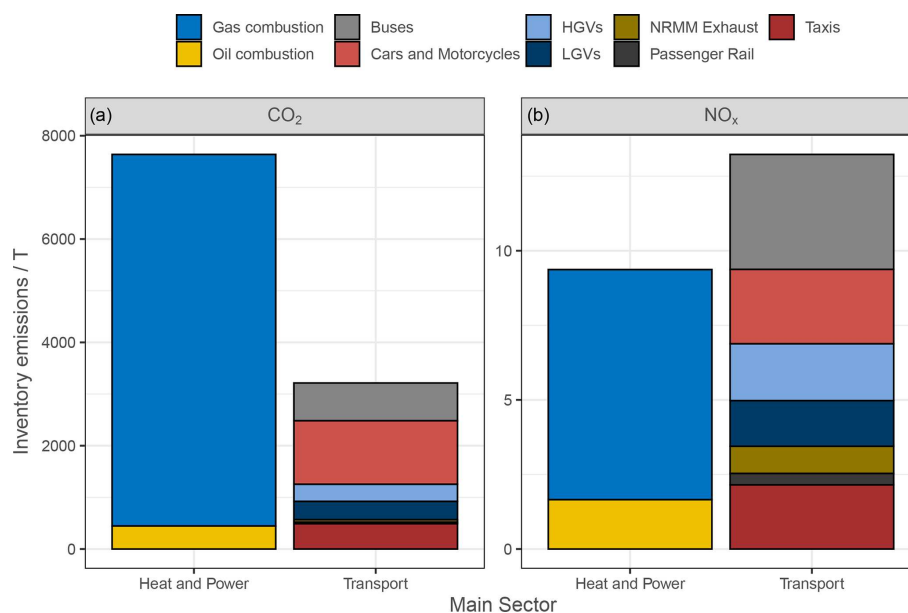 Gas combustion
Buses
HGVs
NRMM Exhaust
Taxis
Oil combustion
Cars and Motorcycles
LGVs
Passenger Rail
(a)
CO₂
(b)
NOₓ
Inventory emissions / T
8000
6000
4000
2000
0
10
5
0
Heat and Power
Transport
Heat and Power
Transport
Main Sector